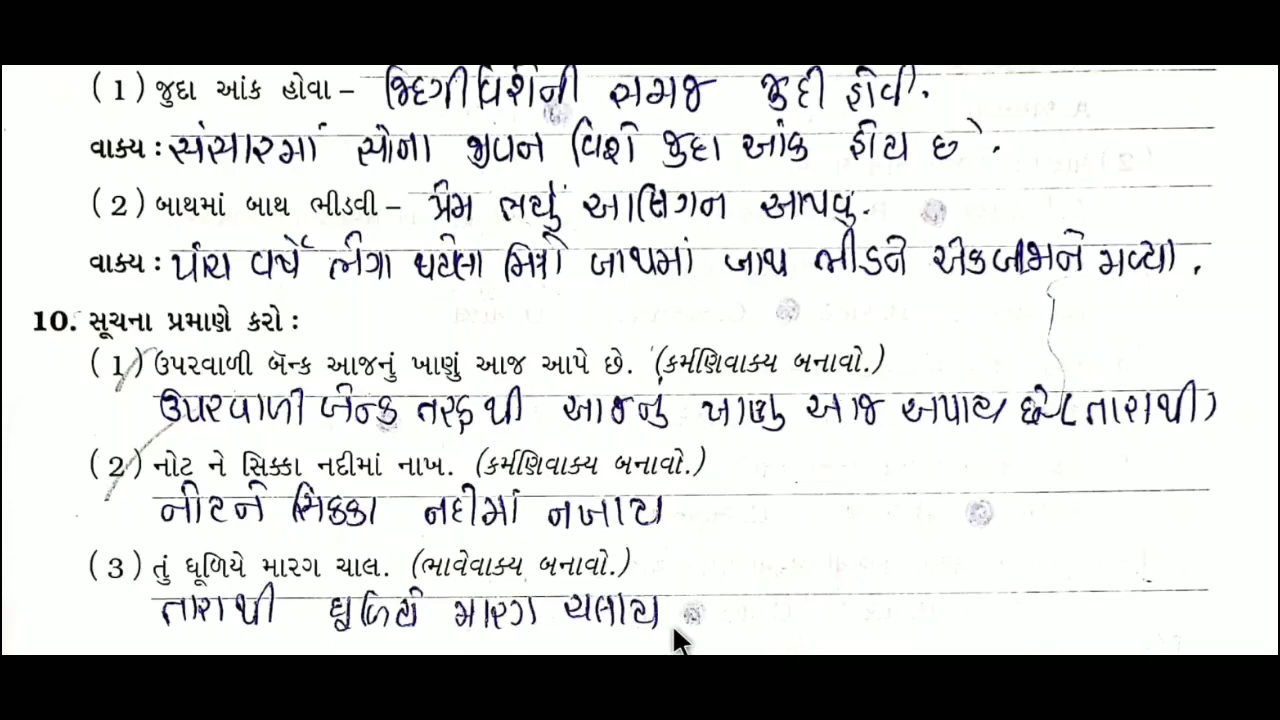 (1) જુદા આંક હોવા – જિંદગી વિશેની સમજ જુદી હોવી.
વાક્ય : સંસારમાં સૌના જીવન વિશે જુદા આંક હોય છે.
(2) બાથમાં બાથ ભીડવી – પ્રેમ ભર્યું આલિંગન આપવું.
વાક્ય : પાંચ વર્ષે ભેગા થયેલા મિત્રો બાથમાં બાથ ભીડીને એકબીજાને મળ્યા.
10. સૂચના પ્રમાણે કરો :
(1) ઉપરવાળી બૅન્ક આજનું ખાણું આજ આપે છે. (કર્મણિવાક્ય બનાવો.)
ઉપરવાળી બેન્ક તરફથી આજનું ખાણુ આજ અપાય છે (તારાથી)
(2) નોટ ને સિક્કા નદીમાં નાખ. (કર્મણિવાક્ય બનાવો.)
નોટને સિક્કા નદીમાં નખાય
(3) તું ધૂળિયે મારગ ચાલ. (ભાવેવાક્ય બનાવો.)
તારાથી ધૂળિયે મારગ ચલાય